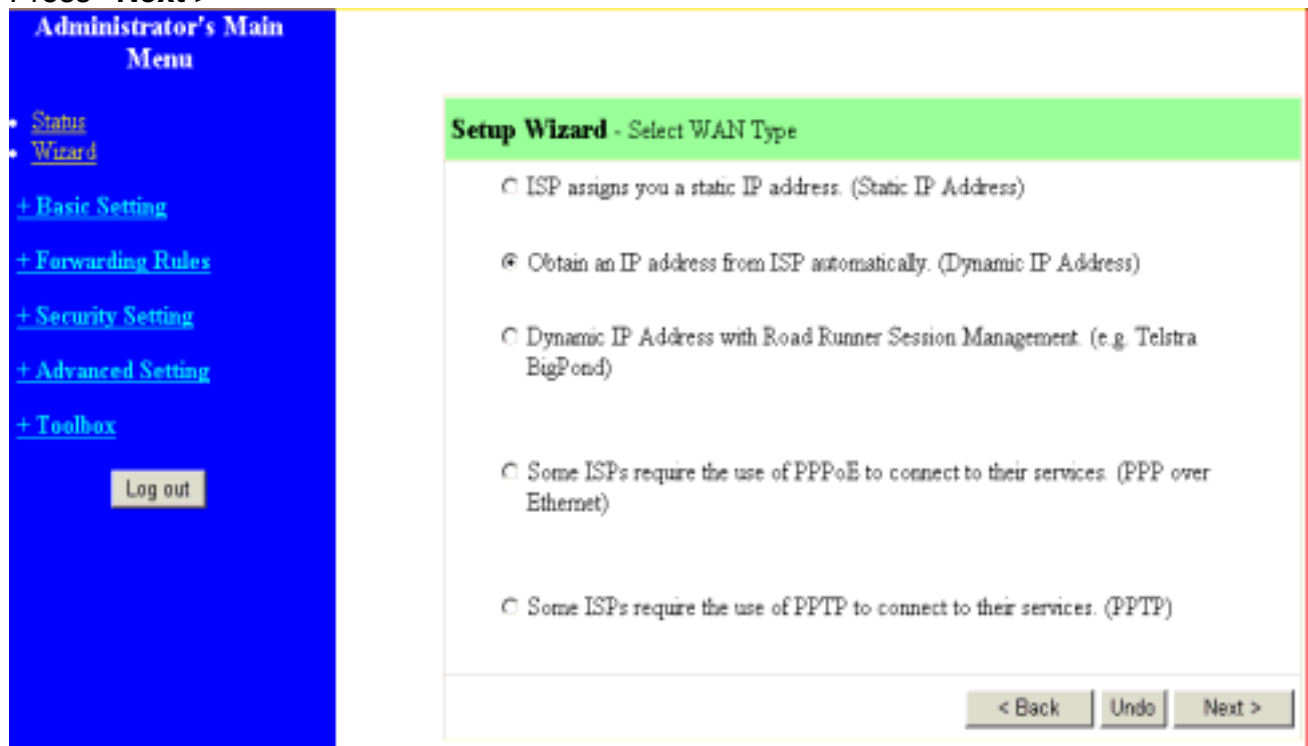 Press "Next >"
Administrator's Main
Menu
Status
Wizard
+ Basic Setting
+ Forwarding Rules
+ Security Setting
+ Advanced Setting
+ Toolbox
Log out
Setup Wizard - Select WAN Type
ISP assigns you a static IP address. (Static IP Address)
Obtain an IP address from ISP automatically. (Dynamic IP Address)
Dynamic IP Address with Road Runner Session Management. (e.g. Telstra
BigPond)
Some ISPs require the use of PPPoE to connect to their services. (PPP over
Ethernet)
Some ISPs require the use of PPTP to connect to their services. (PPTP)
< Back Undo Next >